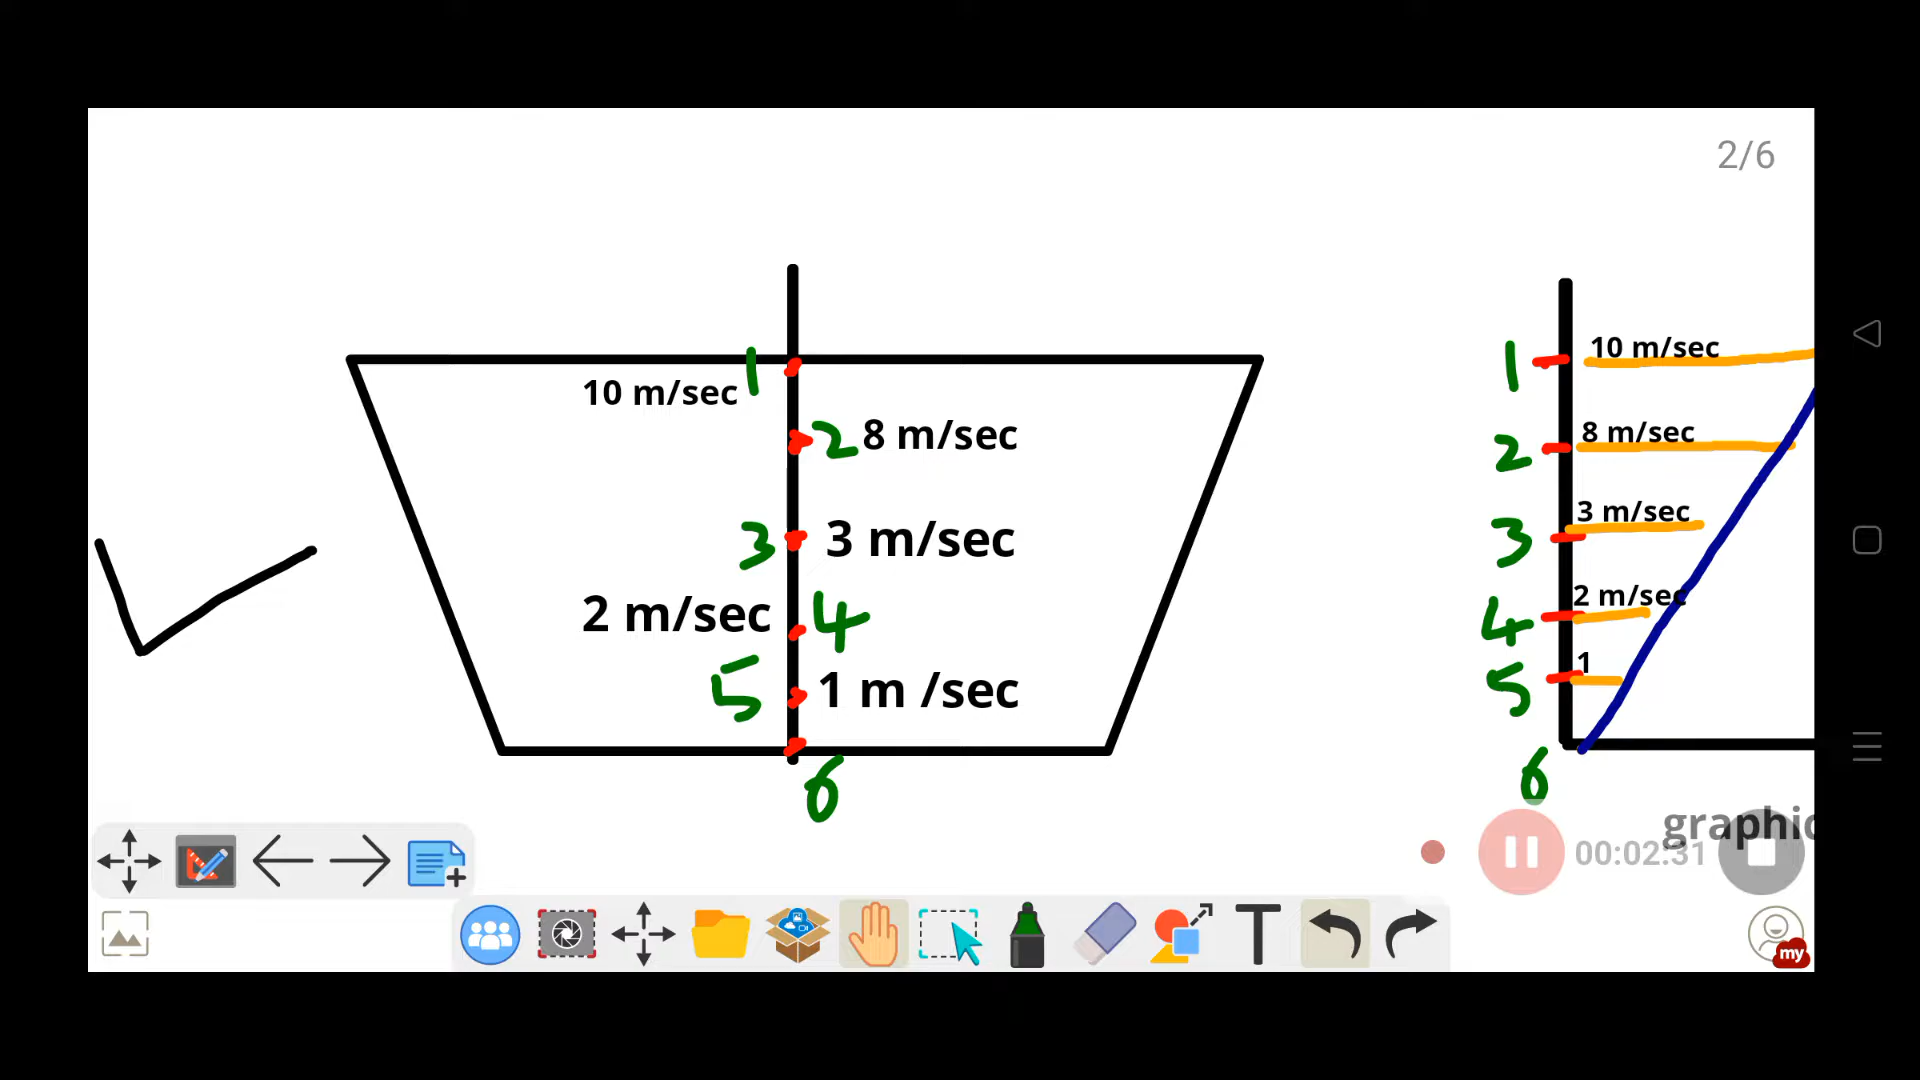 2/6
10 m/sec 1
2 8 m/sec
3 3 m/sec
2 m/sec 4
5 1 m /sec
6
1 10 m/sec
2 8 m/sec
3 3 m/sec
4 2 m/sec
5 1
6
graphic
00:02:31
T
my